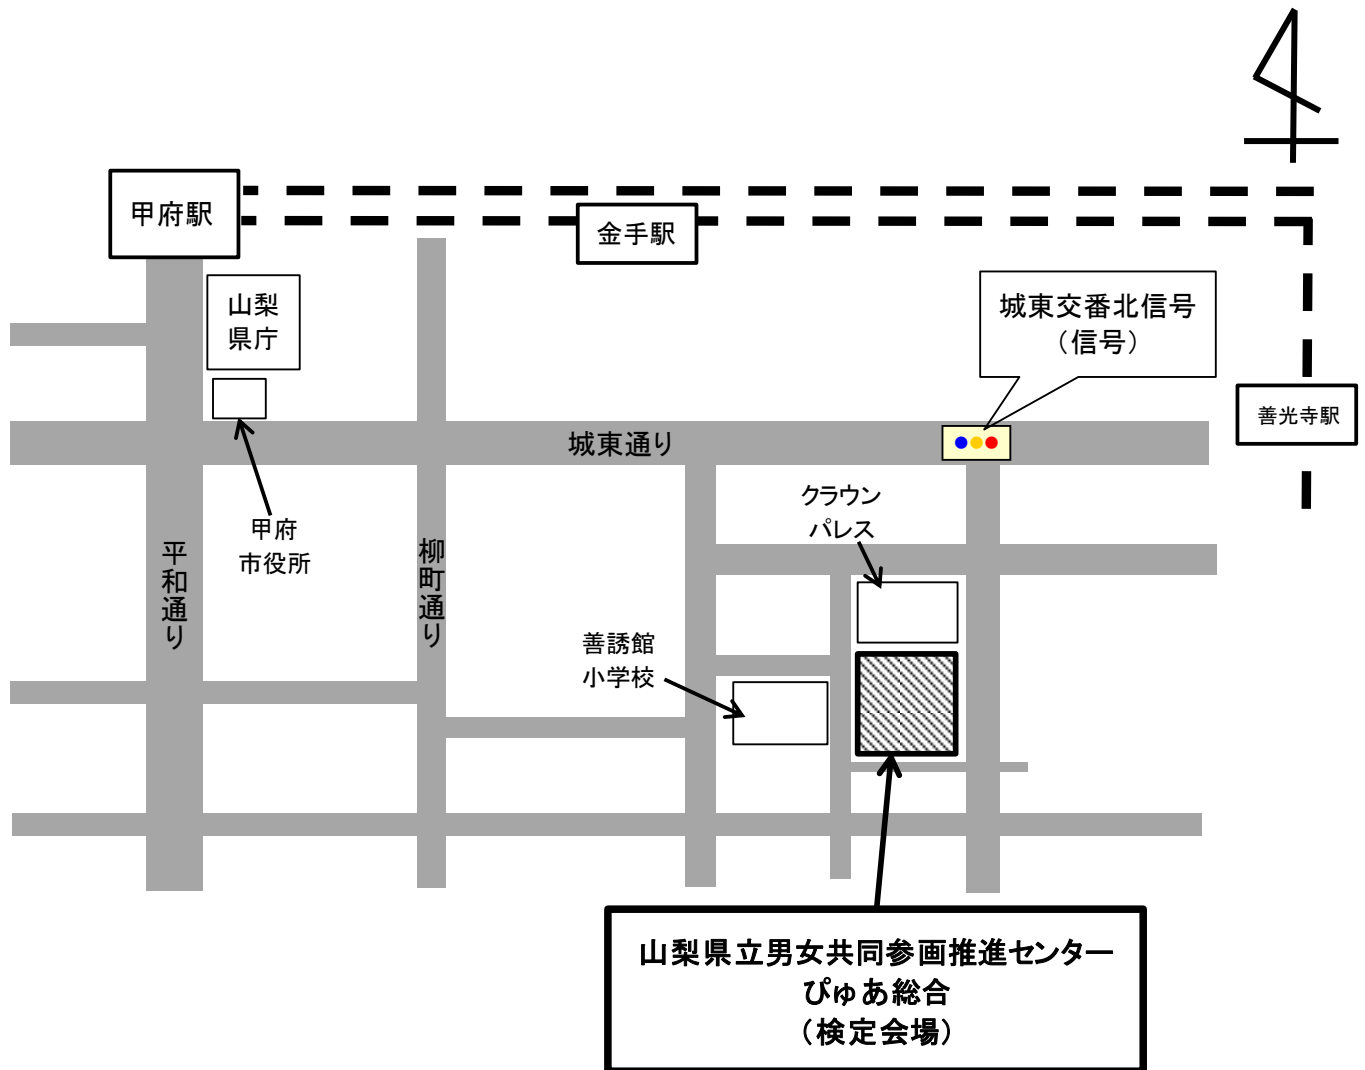 甲府駅
金手駅
山梨
県庁
城東交番北信号
（信号）
善光寺駅
城東通り
クラウン
パレス
甲府
市役所
平和通り
柳町通り
善誘館
小学校
山梨県立男女共同参画推進センター
ぴゅあ総合
（検定会場）